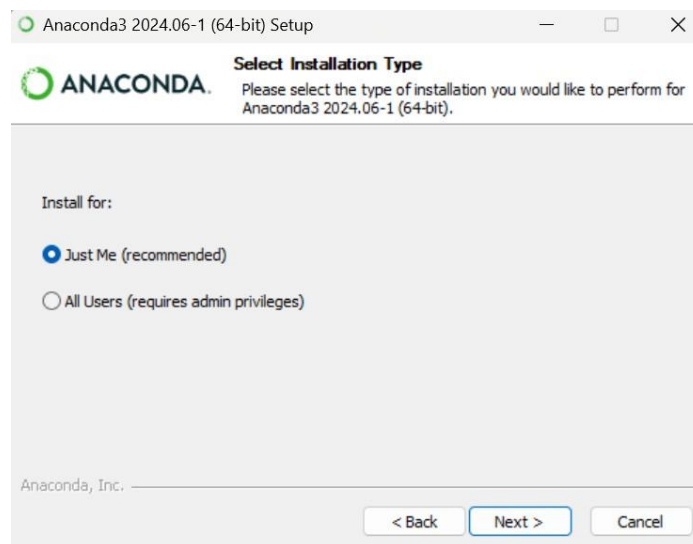 Anaconda3 2024.06-1 (64-bit) Setup
ANACONDA.
Select Installation Type
Please select the type of installation you would like to perform for
Anaconda3 2024.06-1 (64-bit).
Install for:
Just Me (recommended)
All Users (requires admin privileges)
Anaconda, Inc.
< Back Next > Cancel